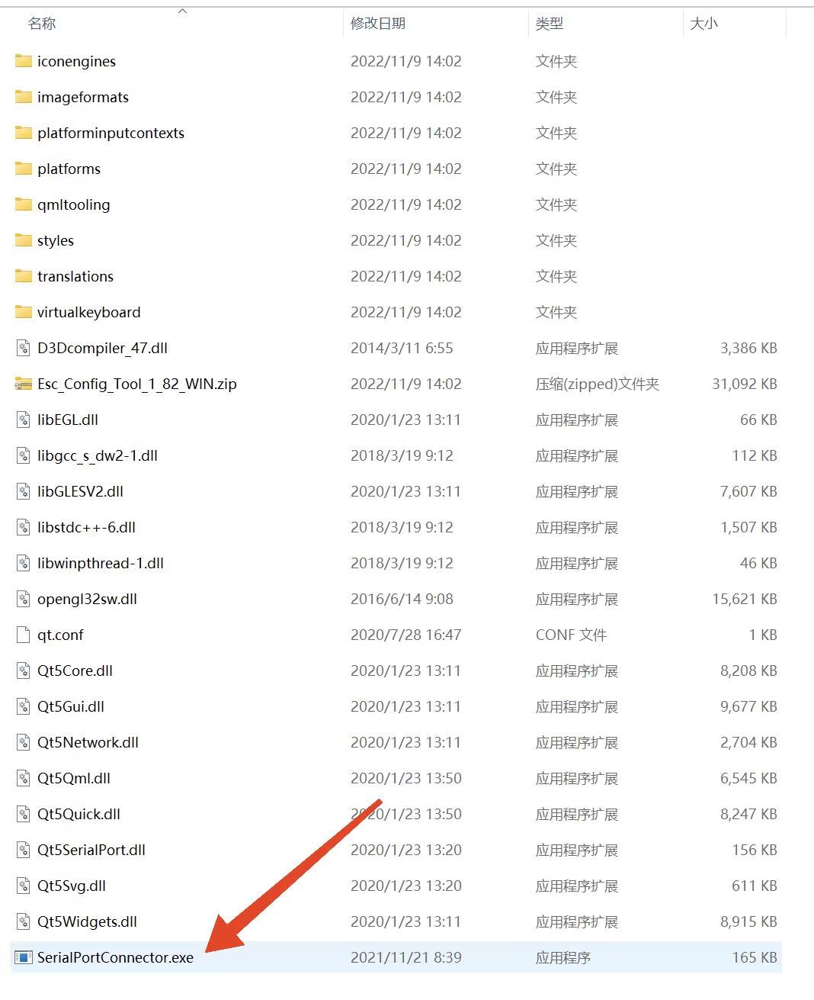 名称 修改日期 类型 大小
iconengines 2022/11/9 14:02 文件夹
imageformats 2022/11/9 14:02 文件夹
platforminputcontexts 2022/11/9 14:02 文件夹
platforms 2022/11/9 14:02 文件夹
qmltooling 2022/11/9 14:02 文件夹
styles 2022/11/9 14:02 文件夹
translations 2022/11/9 14:02 文件夹
virtualkeyboard 2022/11/9 14:02 文件夹
D3Dcompiler_47.dll 2014/3/11 6:55 应用程序扩展 3,386 KB
Esc_Config_Tool_1_82_WIN.zip 2022/11/9 14:02 压缩(zipped)文件夹 31,092 KB
libEGL.dll 2020/1/23 13:11 应用程序扩展 66 KB
libgcc_s_dw2-1.dll 2018/3/19 9:12 应用程序扩展 112 KB
libGLESV2.dll 2020/1/23 13:11 应用程序扩展 7,607 KB
libstdc++-6.dll 2018/3/19 9:12 应用程序扩展 1,507 KB
libwinpthread-1.dll 2018/3/19 9:12 应用程序扩展 46 KB
opengl32sw.dll 2016/6/14 9:08 应用程序扩展 15,621 KB
qt.conf 2020/7/28 16:47 CONF 文件 1 KB
Qt5Core.dll 2020/1/23 13:11 应用程序扩展 8,208 KB
Qt5Gui.dll 2020/1/23 13:11 应用程序扩展 9,677 KB
Qt5Network.dll 2020/1/23 13:11 应用程序扩展 2,704 KB
Qt5Qml.dll 2020/1/23 13:50 应用程序扩展 6,545 KB
Qt5Quick.dll 2020/1/23 13:50 应用程序扩展 8,247 KB
Qt5SerialPort.dll 2020/1/23 13:20 应用程序扩展 156 KB
Qt5Svg.dll 2020/1/23 13:20 应用程序扩展 611 KB
Qt5Widgets.dll 2020/1/23 13:11 应用程序扩展 8,915 KB
SerialPortConnector.exe 2021/11/21 8:39 应用程序 165 KB